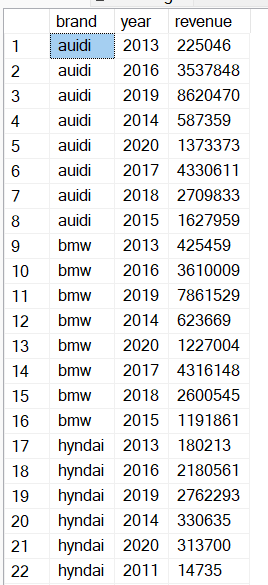 brand year revenue
1 auidi 2013 225046
2 auidi 2016 3537848
3 auidi 2019 8620470
4 auidi 2014 587359
5 auidi 2020 1373373
6 auidi 2017 4330611
7 auidi 2018 2709833
8 auidi 2015 1627959
9 bmw 2013 425459
10 bmw 2016 3610009
11 bmw 2019 7861529
12 bmw 2014 623669
13 bmw 2020 1227004
14 bmw 2017 4316148
15 bmw 2018 2600545
16 bmw 2015 1191861
17 hyndai 2013 180213
18 hyndai 2016 2180561
19 hyndai 2019 2762293
20 hyndai 2014 330635
21 hyndai 2020 313700
22 hyndai 2011 14735